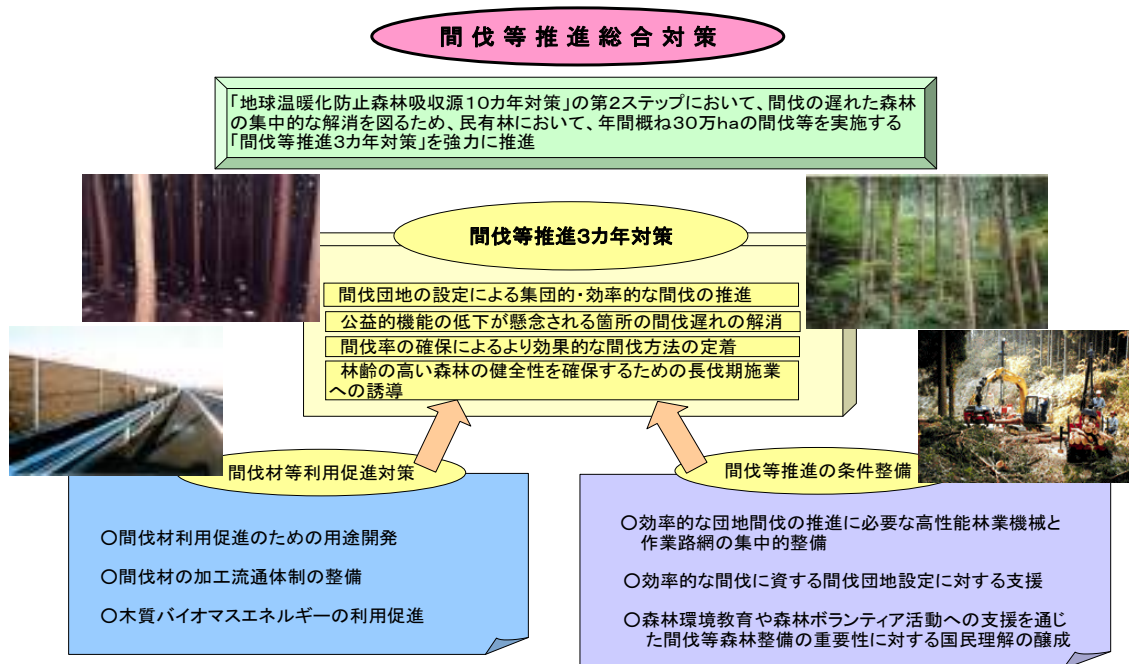 間伐等推進総合対策
「地球温暖化防止森林吸収源10カ年対策」の第2ステップにおいて、間伐の遅れた森林
の集中的な解消を図るため、民有林において、年間概ね30万haの間伐等を実施する
「間伐等推進3カ年対策」を強力に推進
間伐等推進3カ年対策
間伐団地の設定による集団的・効率的な間伐の推進
公益的機能の低下が懸念される箇所の間伐遅れの解消
間伐率の確保によるより効果的な間伐方法の定着
林齢の高い森林の健全性を確保するための長伐期施業
への誘導
間伐材等利用促進対策
○間伐材利用促進のための用途開発
○間伐材の加工流通体制の整備
○木質バイオマスエネルギーの利用促進
間伐等推進の条件整備
○効率的な団地間伐の推進に必要な高性能林業機械と
作業路網の集中的整備
○効率的な間伐に資する間伐団地設定に対する支援
○森林環境教育や森林ボランティア活動への支援を通じ
た間伐等森林整備の重要性に対する国民理解の醸成